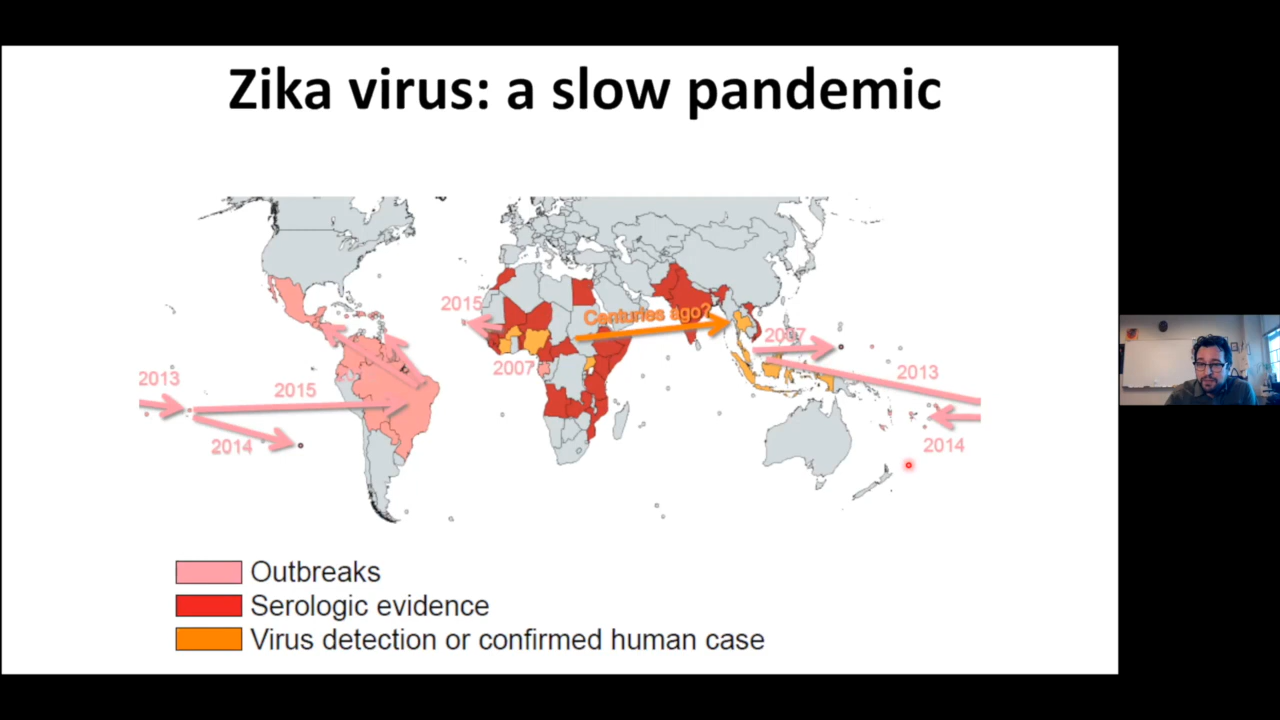 Zika virus: a slow pandemic
2015
Centuries ago?
2007
2007
2013
2015
2013
2014
2014
Outbreaks
Serologic evidence
Virus detection or confirmed human case